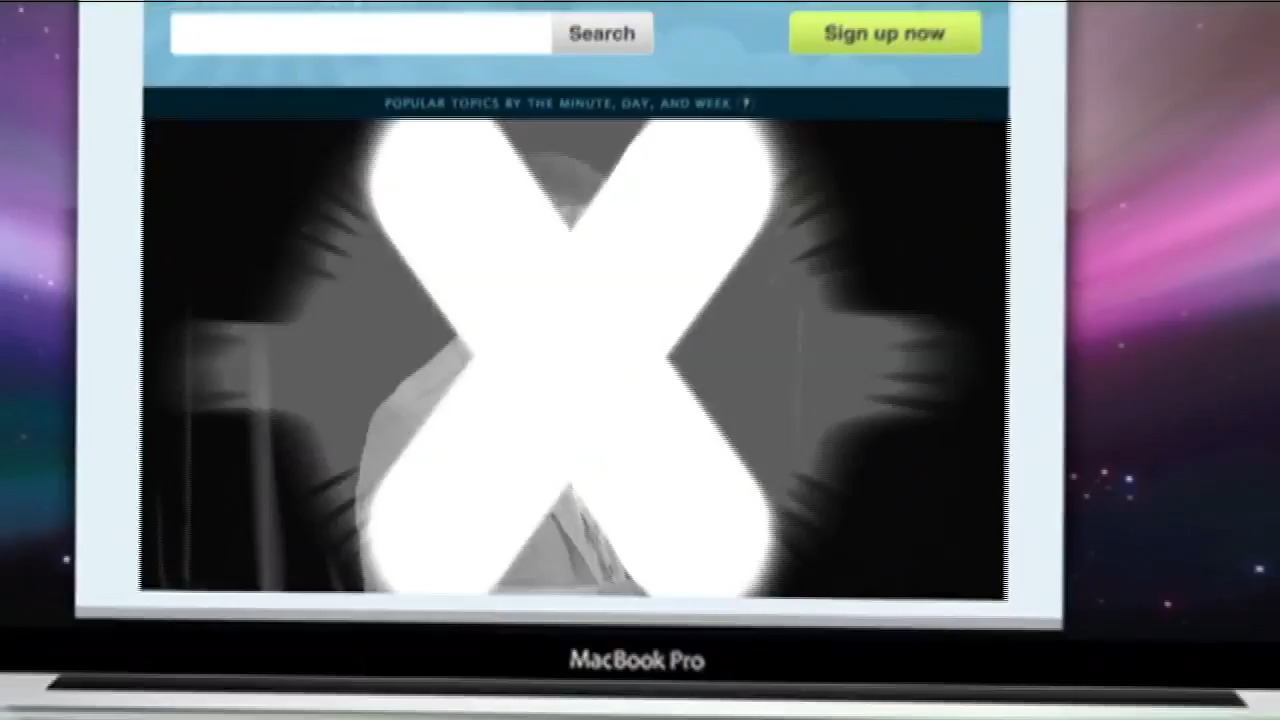 Search
Sign up now
POPULAR TOPICS BY THE MINUTE, DAY, AND WEEK ?
X
MacBook Pro